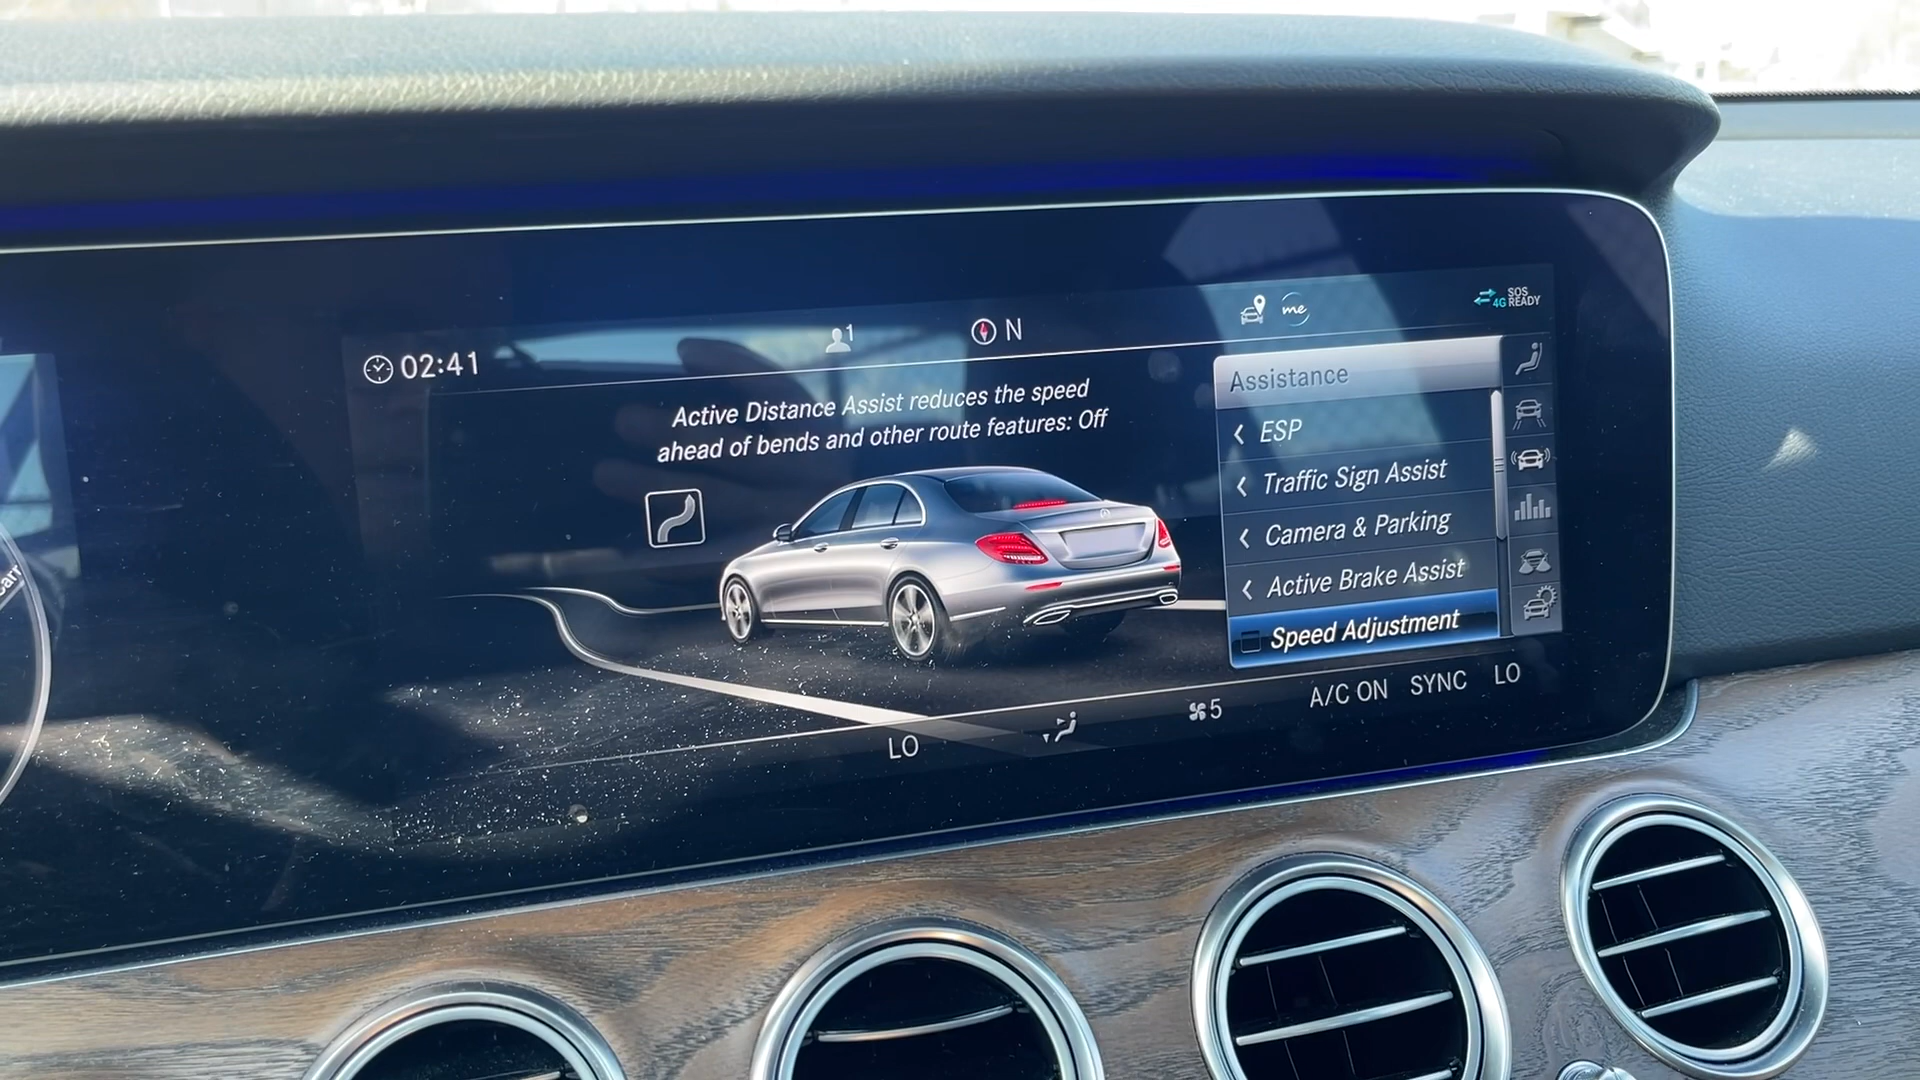 02:41
1
N
me
4G
SOS
READY
Active Distance Assist reduces the speed
ahead of bends and other route features: Off
Assistance
ESP
Traffic Sign Assist
Camera & Parking
Active Brake Assist
Speed Adjustment
LO
5
A/C ON
SYNC
LO